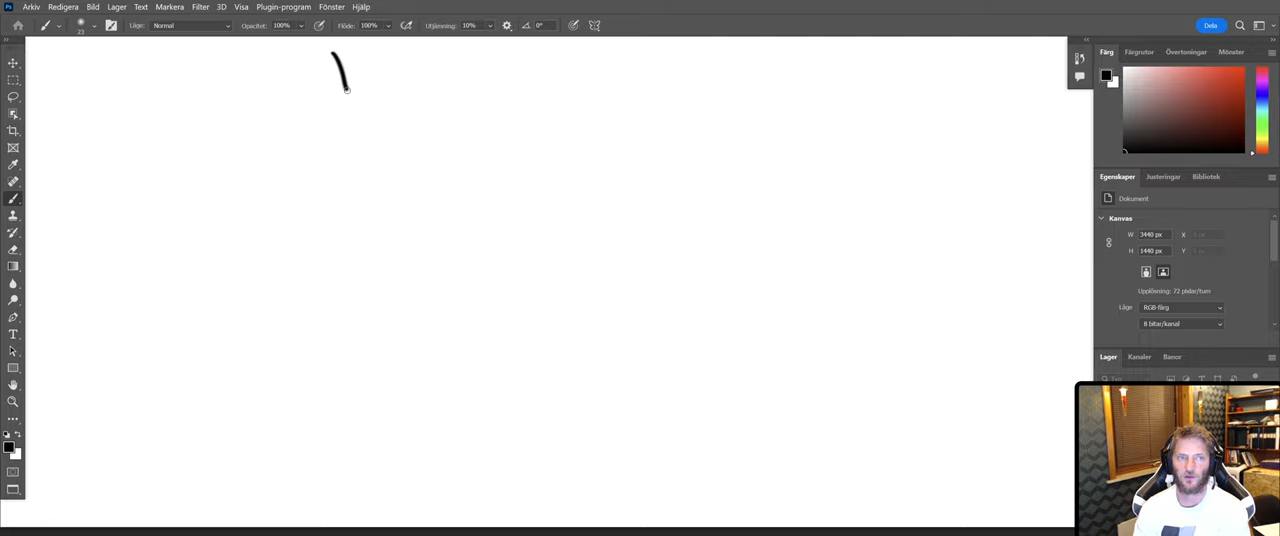 Ps Arkiv Redigera Bild Lager Text Markera Filter 3D Visa Plugin-program Fönster Hjälp
23 Läge: Normal Opacitet: 100% Flöde: 100% Utjämning: 10% 0° Dela
Färg Färgrutor Övertoningar Mönster
Egenskaper Justeringar Bibliotek
Dokument
Kanvas
W 3440 px X
H 1440 px Y
Upplösning: 72 pixlar/tum
Läge RGB-färg
8 bitar/kanal
Lager Kanaler Banor